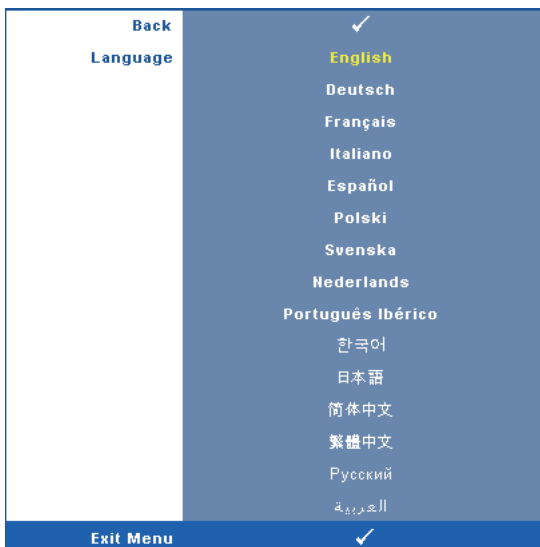 Back ✓
Language English
Deutsch
Français
Italiano
Español
Polski
Svenska
Nederlands
Português Ibérico
한국어
日本語
简体中文
繁體中文
Русский
العربية
Exit Menu ✓